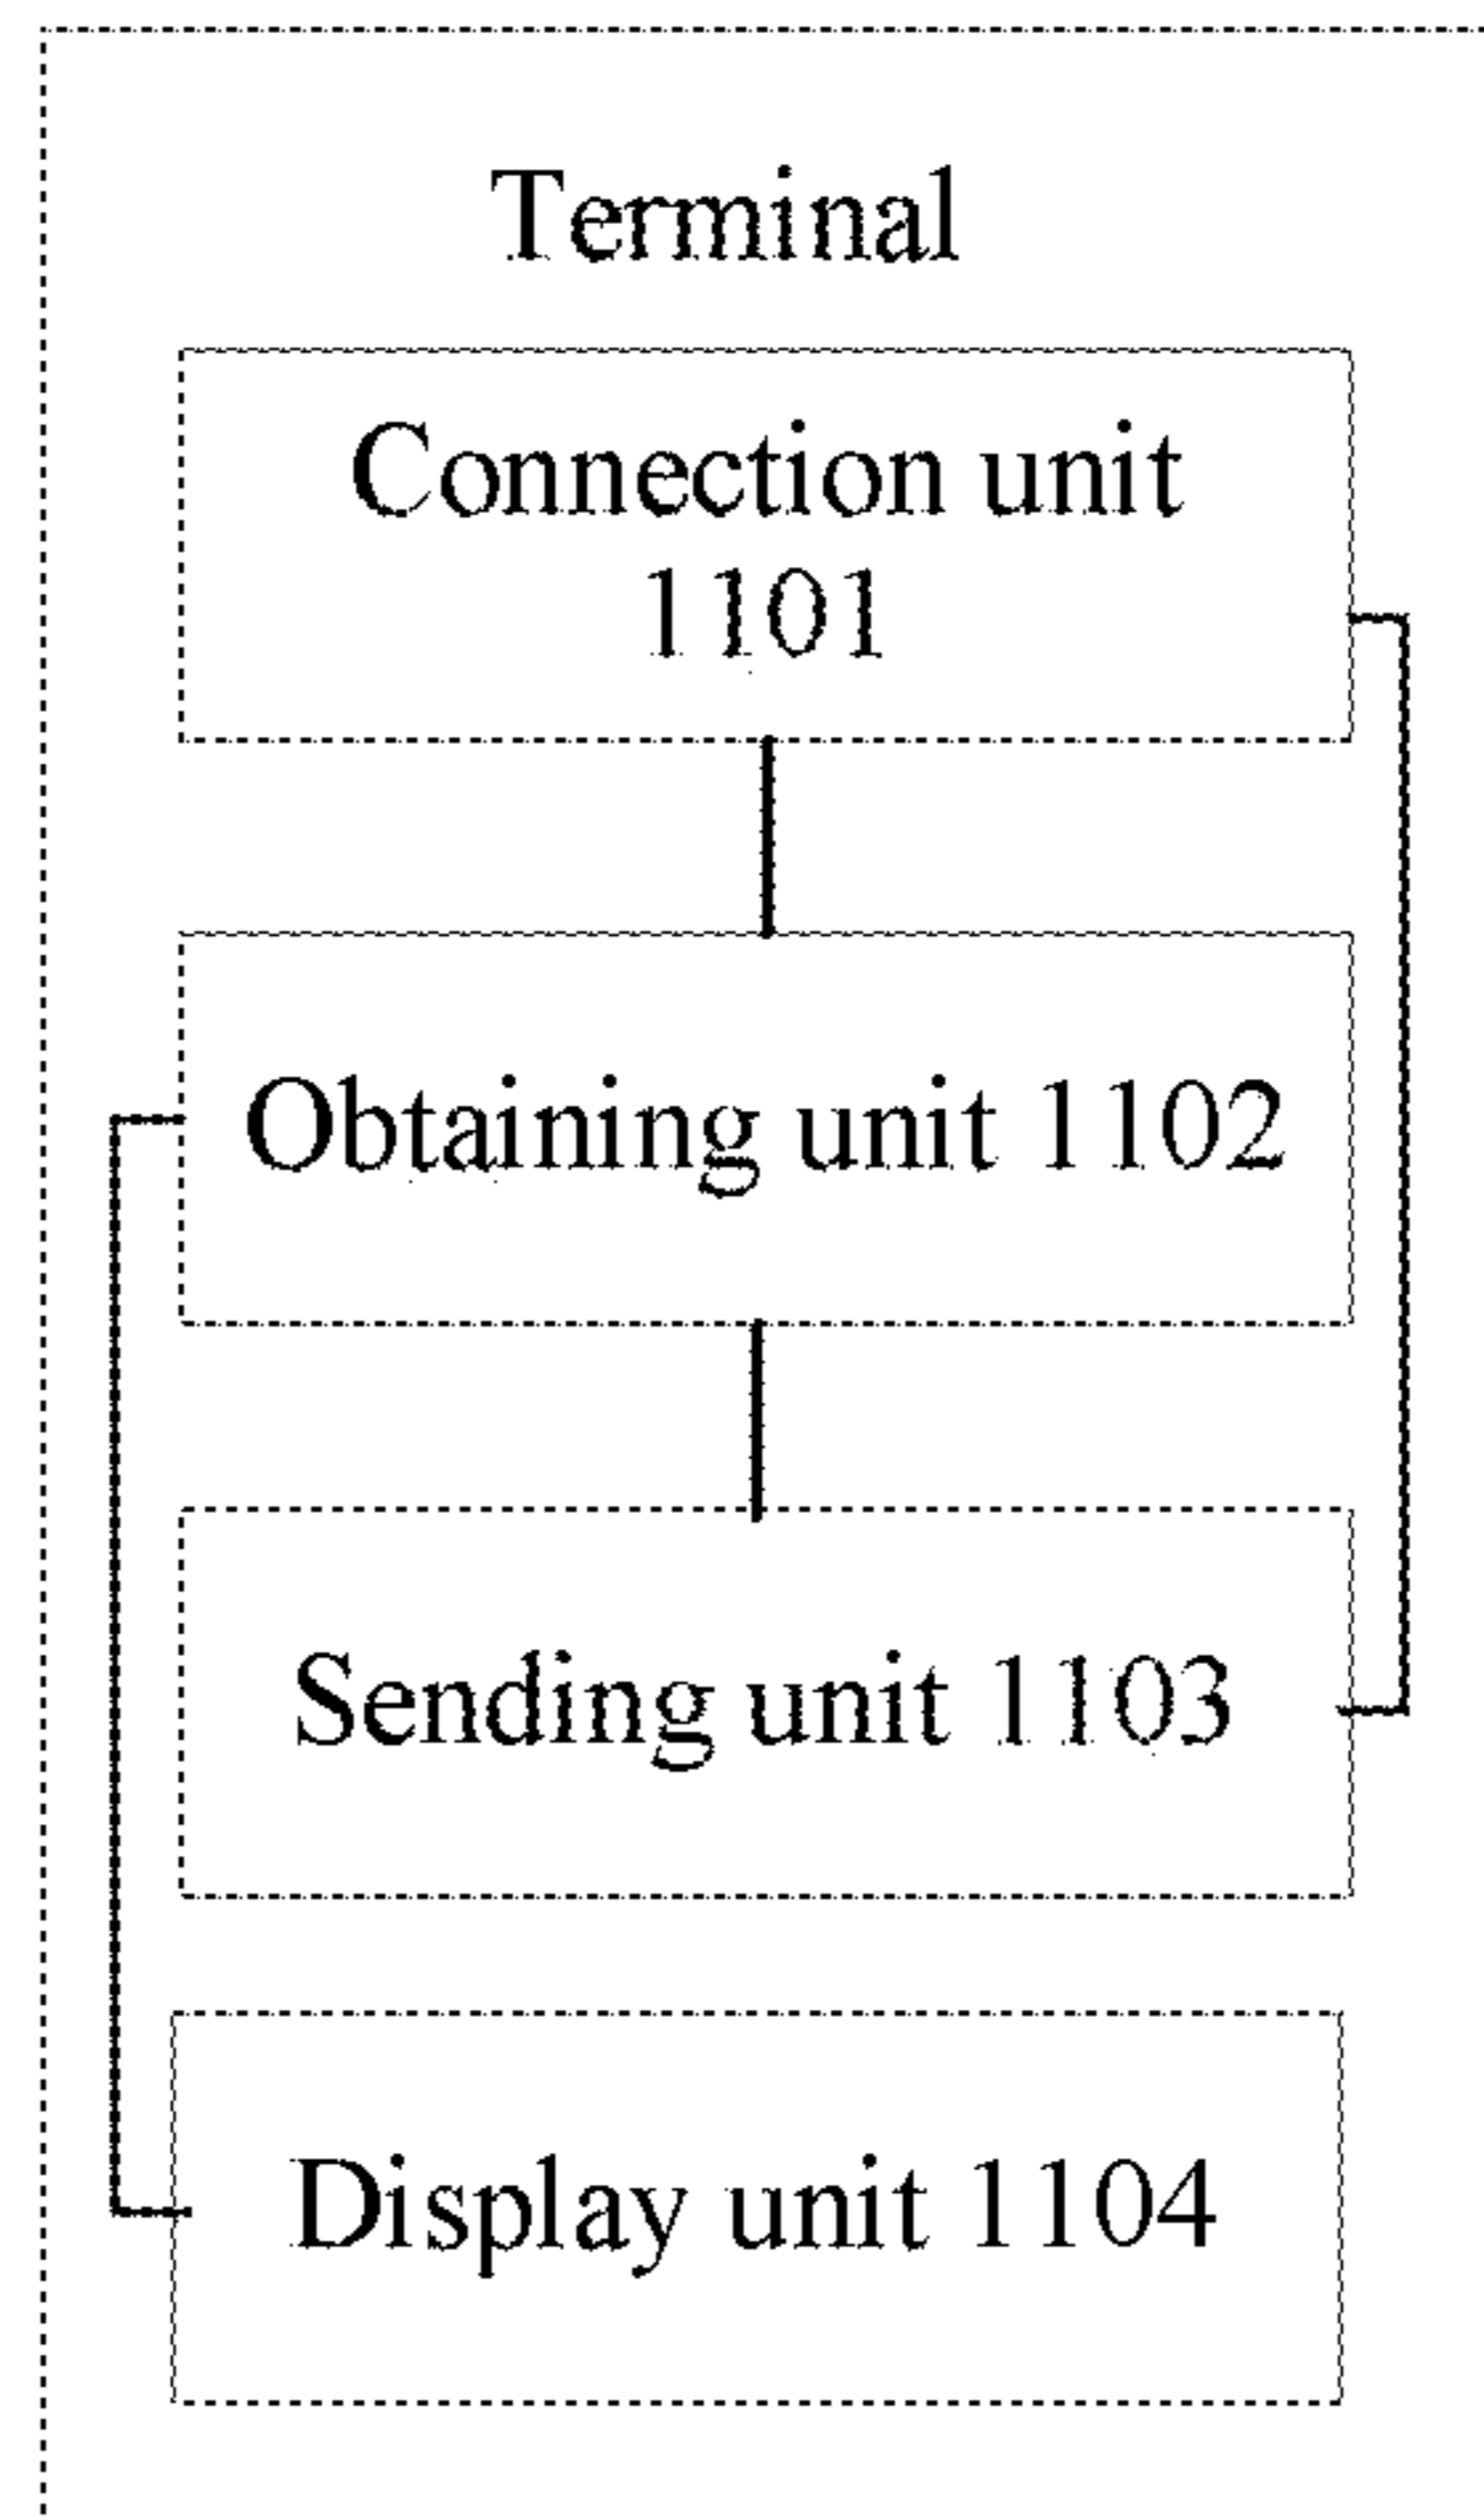 Terminal
Connection unit
1101
Obtaining unit 1102
Sending unit 1103
Display unit 1104